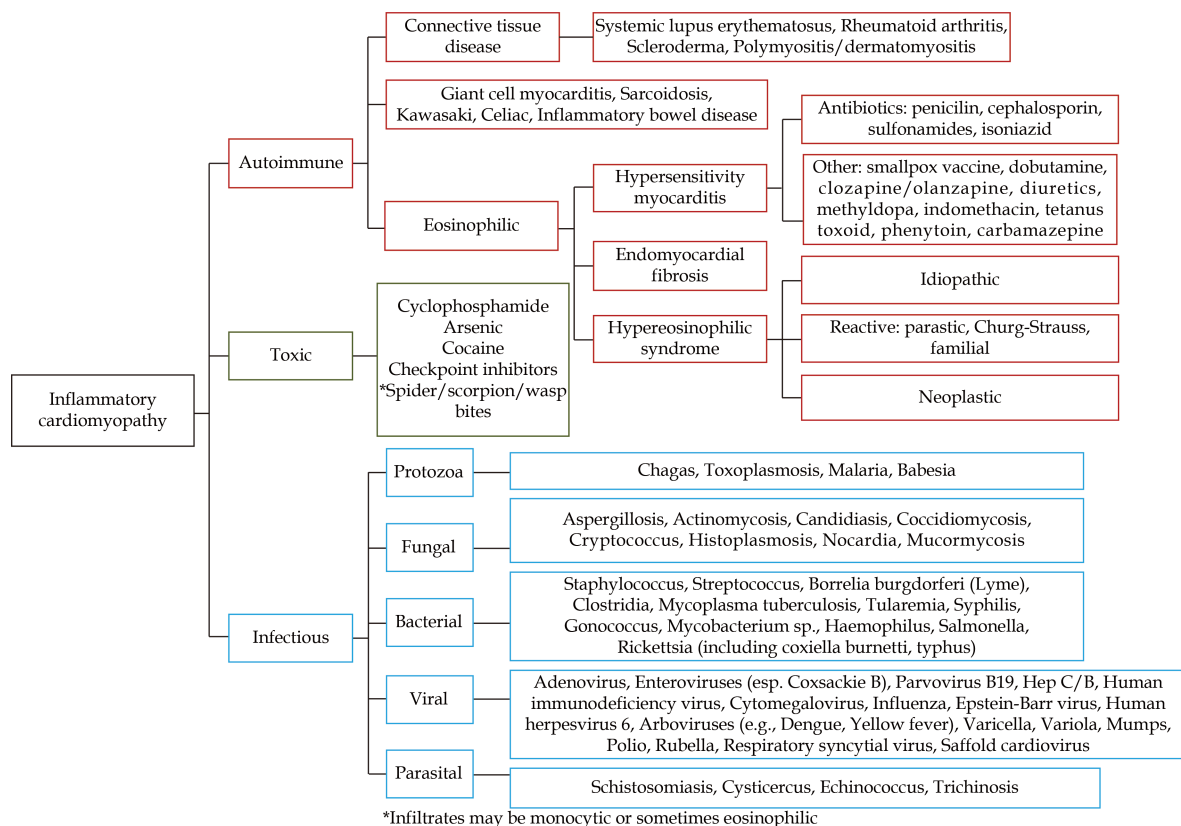 Connective tissue
disease
Systemic lupus erythematosus, Rheumatoid arthritis,
Scleroderma, Polymyositis/dermatomyositis
Giant cell myocarditis, Sarcoidosis,
Kawasaki, Celiac, Inflammatory bowel disease
Antibiotics: penicilin, cephalosporin,
sulfonamides, isoniazid
Autoimmune
Hypersensitivity
myocarditis
Other: smallpox vaccine, dobutamine,
clozapine/olanzapine, diuretics,
methyldopa, indomethacin, tetanus
toxoid, phenytoin, carbamazepine
Eosinophilic
Endomyocardial
fibrosis
Idiopathic
Hypereosinophilic
syndrome
Reactive: parastic, Churg-Strauss,
familial
Neoplastic
Toxic
Cyclophosphamide
Arsenic
Cocaine
Checkpoint inhibitors
*Spider/scorpion/wasp
bites
Inflammatory
cardiomyopathy
Protozoa
Chagas, Toxoplasmosis, Malaria, Babesia
Fungal
Aspergillosis, Actinomycosis, Candidiasis, Coccidiomycosis,
Cryptococcus, Histoplasmosis, Nocardia, Mucormycosis
Infectious
Bacterial
Staphylococcus, Streptococcus, Borrelia burgdorferi (Lyme),
Clostridia, Mycoplasma tuberculosis, Tularemia, Syphilis,
Gonococcus, Mycobacterium sp., Haemophilus, Salmonella,
Rickettsia (including coxiella burnetti, typhus)
Viral
Adenovirus, Enteroviruses (esp. Coxsackie B), Parvovirus B19, Hep C/B, Human
immunodeficiency virus, Cytomegalovirus, Influenza, Epstein-Barr virus, Human
herpesvirus 6, Arboviruses (e.g., Dengue, Yellow fever), Varicella, Variola, Mumps,
Polio, Rubella, Respiratory syncytial virus, Saffold cardiovirus
Parasital
Schistosomiasis, Cysticercus, Echinococcus, Trichinosis
*Infiltrates may be monocytic or sometimes eosinophilic